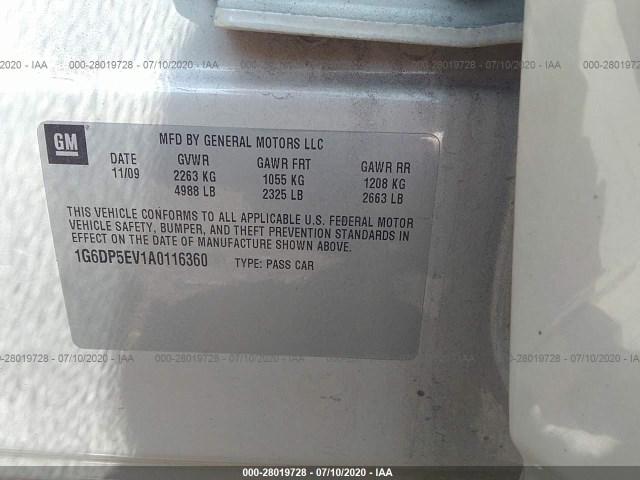 000-28019728 - 07/10/2020 - IAA
000-28019728 - 07/10/2020 - IAA
000-28019728 - 07/10/2020 - IAA
GM
MFD BY GENERAL MOTORS LLC
DATE GVWR GAWR FRT GAWR RR
11/09 2263 KG 1055 KG 1208 KG
4988 LB 2325 LB 2663 LB
THIS VEHICLE CONFORMS TO ALL APPLICABLE U.S. FEDERAL MOTOR
VEHICLE SAFETY, BUMPER, AND THEFT PREVENTION STANDARDS IN
EFFECT ON THE DATE OF MANUFACTURE SHOWN ABOVE.
1G6DP5EV1A0116360 TYPE: PASS CAR
000-28019728 - 07/10/2020 - IAA
000-28019728 - 07/10/2020 - IAA
000-28019728 - 07/10/2020 - IAA
000-28019728 - 07/10/2020 - IAA